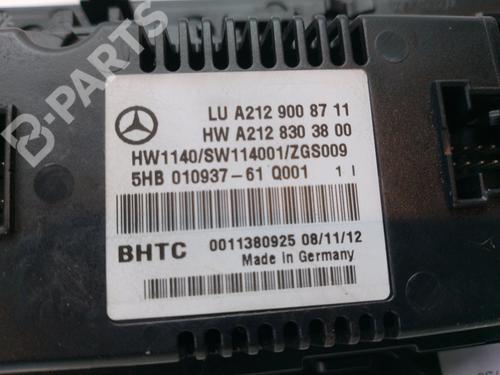 B-PARTS
LU A212 900 87 11
HW A212 830 38 00
HW1140/SW114001/ZGS009
5HB 010937-61 Q001 1 I
BHTC 0011380925 08/11/12
Made in Germany